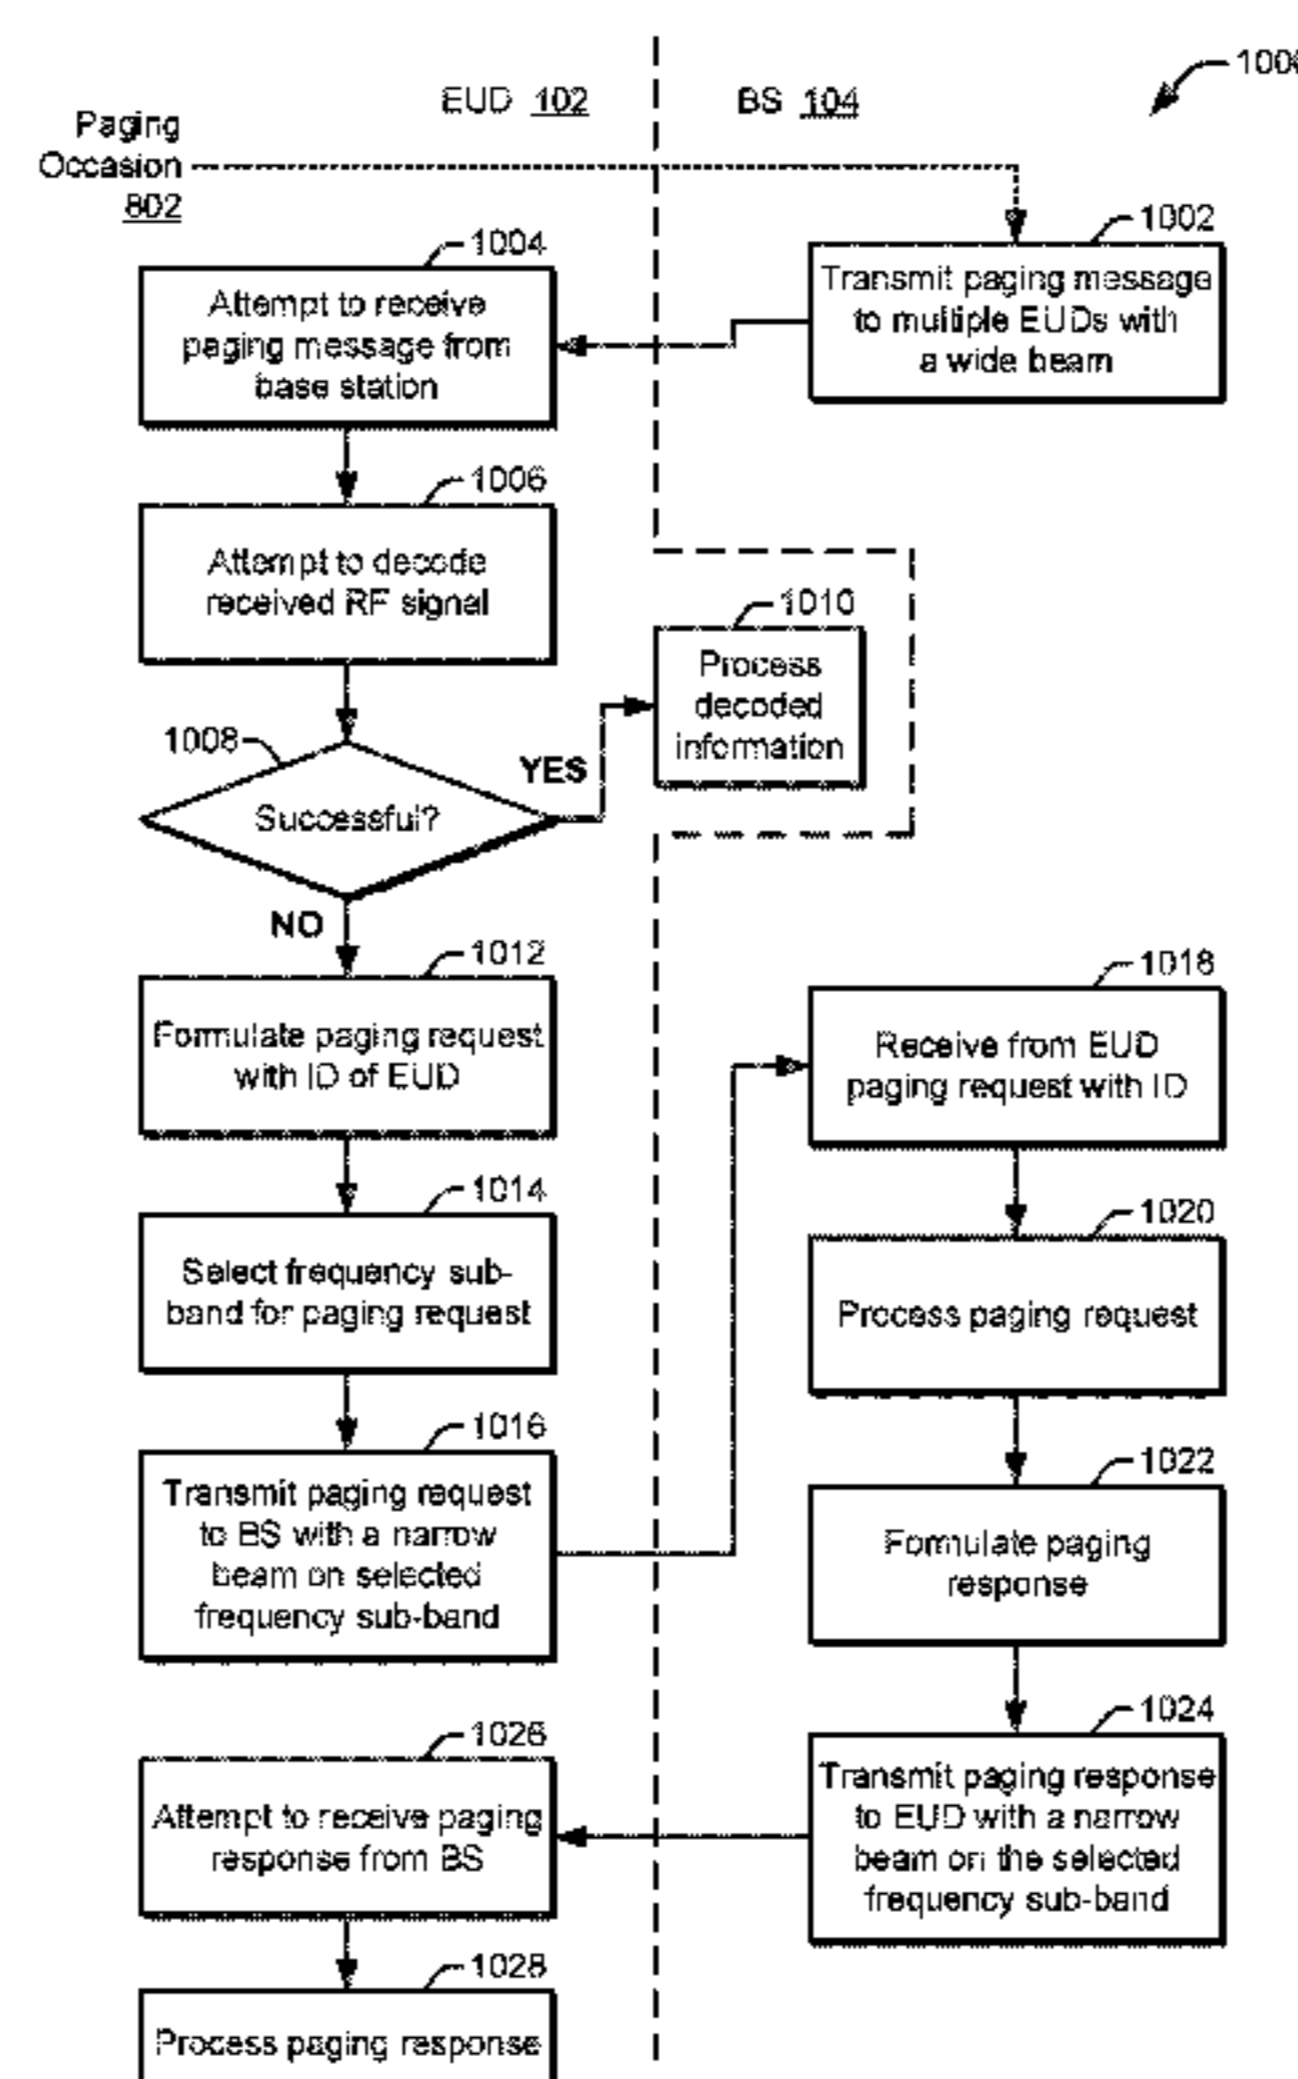 EUD 102
BS 104
100
Paging
Occasion
802
1002
Transmit paging message
to multiple EUDs with
a wide beam
1004
Attempt to receive
paging message from
base station
1006
Attempt to decode
received RF signal
1008
Successful?
YES
1010
Process
decoded
information
NO
1012
Formulate paging request
with ID of EUD
1014
Select frequency sub-
band for paging request
1016
Transmit paging request
to BS with a narrow
beam on selected
frequency sub-band
1018
Receive from EUD
paging request with ID
1020
Process paging request
1022
Formulate paging
response
1024
Transmit paging response
to EUD with a narrow
beam on the selected
frequency sub-band
1026
Attempt to receive paging
response from BS
1028
Process paging response